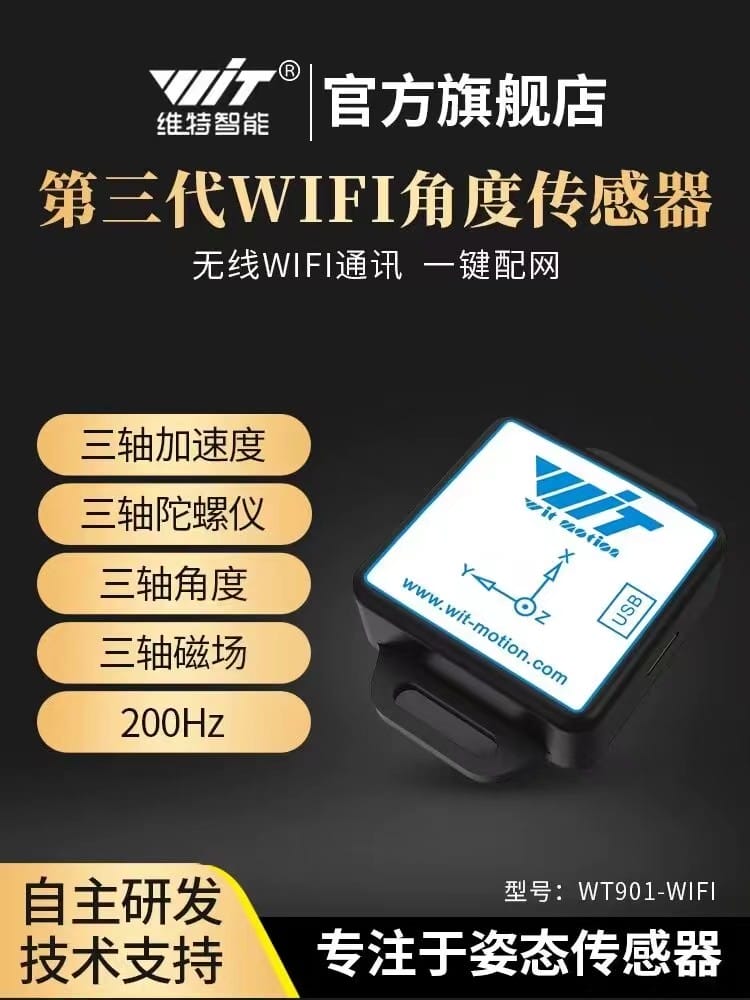 WIT®
维特智能
官方旗舰店
第三代WIFI角度传感器
无线WIFI通讯 一键配网
三轴加速度
三轴陀螺仪
三轴角度
三轴磁场
200Hz
WIT
wit motion
X
Y
Z
www.wit-motion.com
USB
型号：WT901-WIFI
自主研发
技术支持
专注于姿态传感器